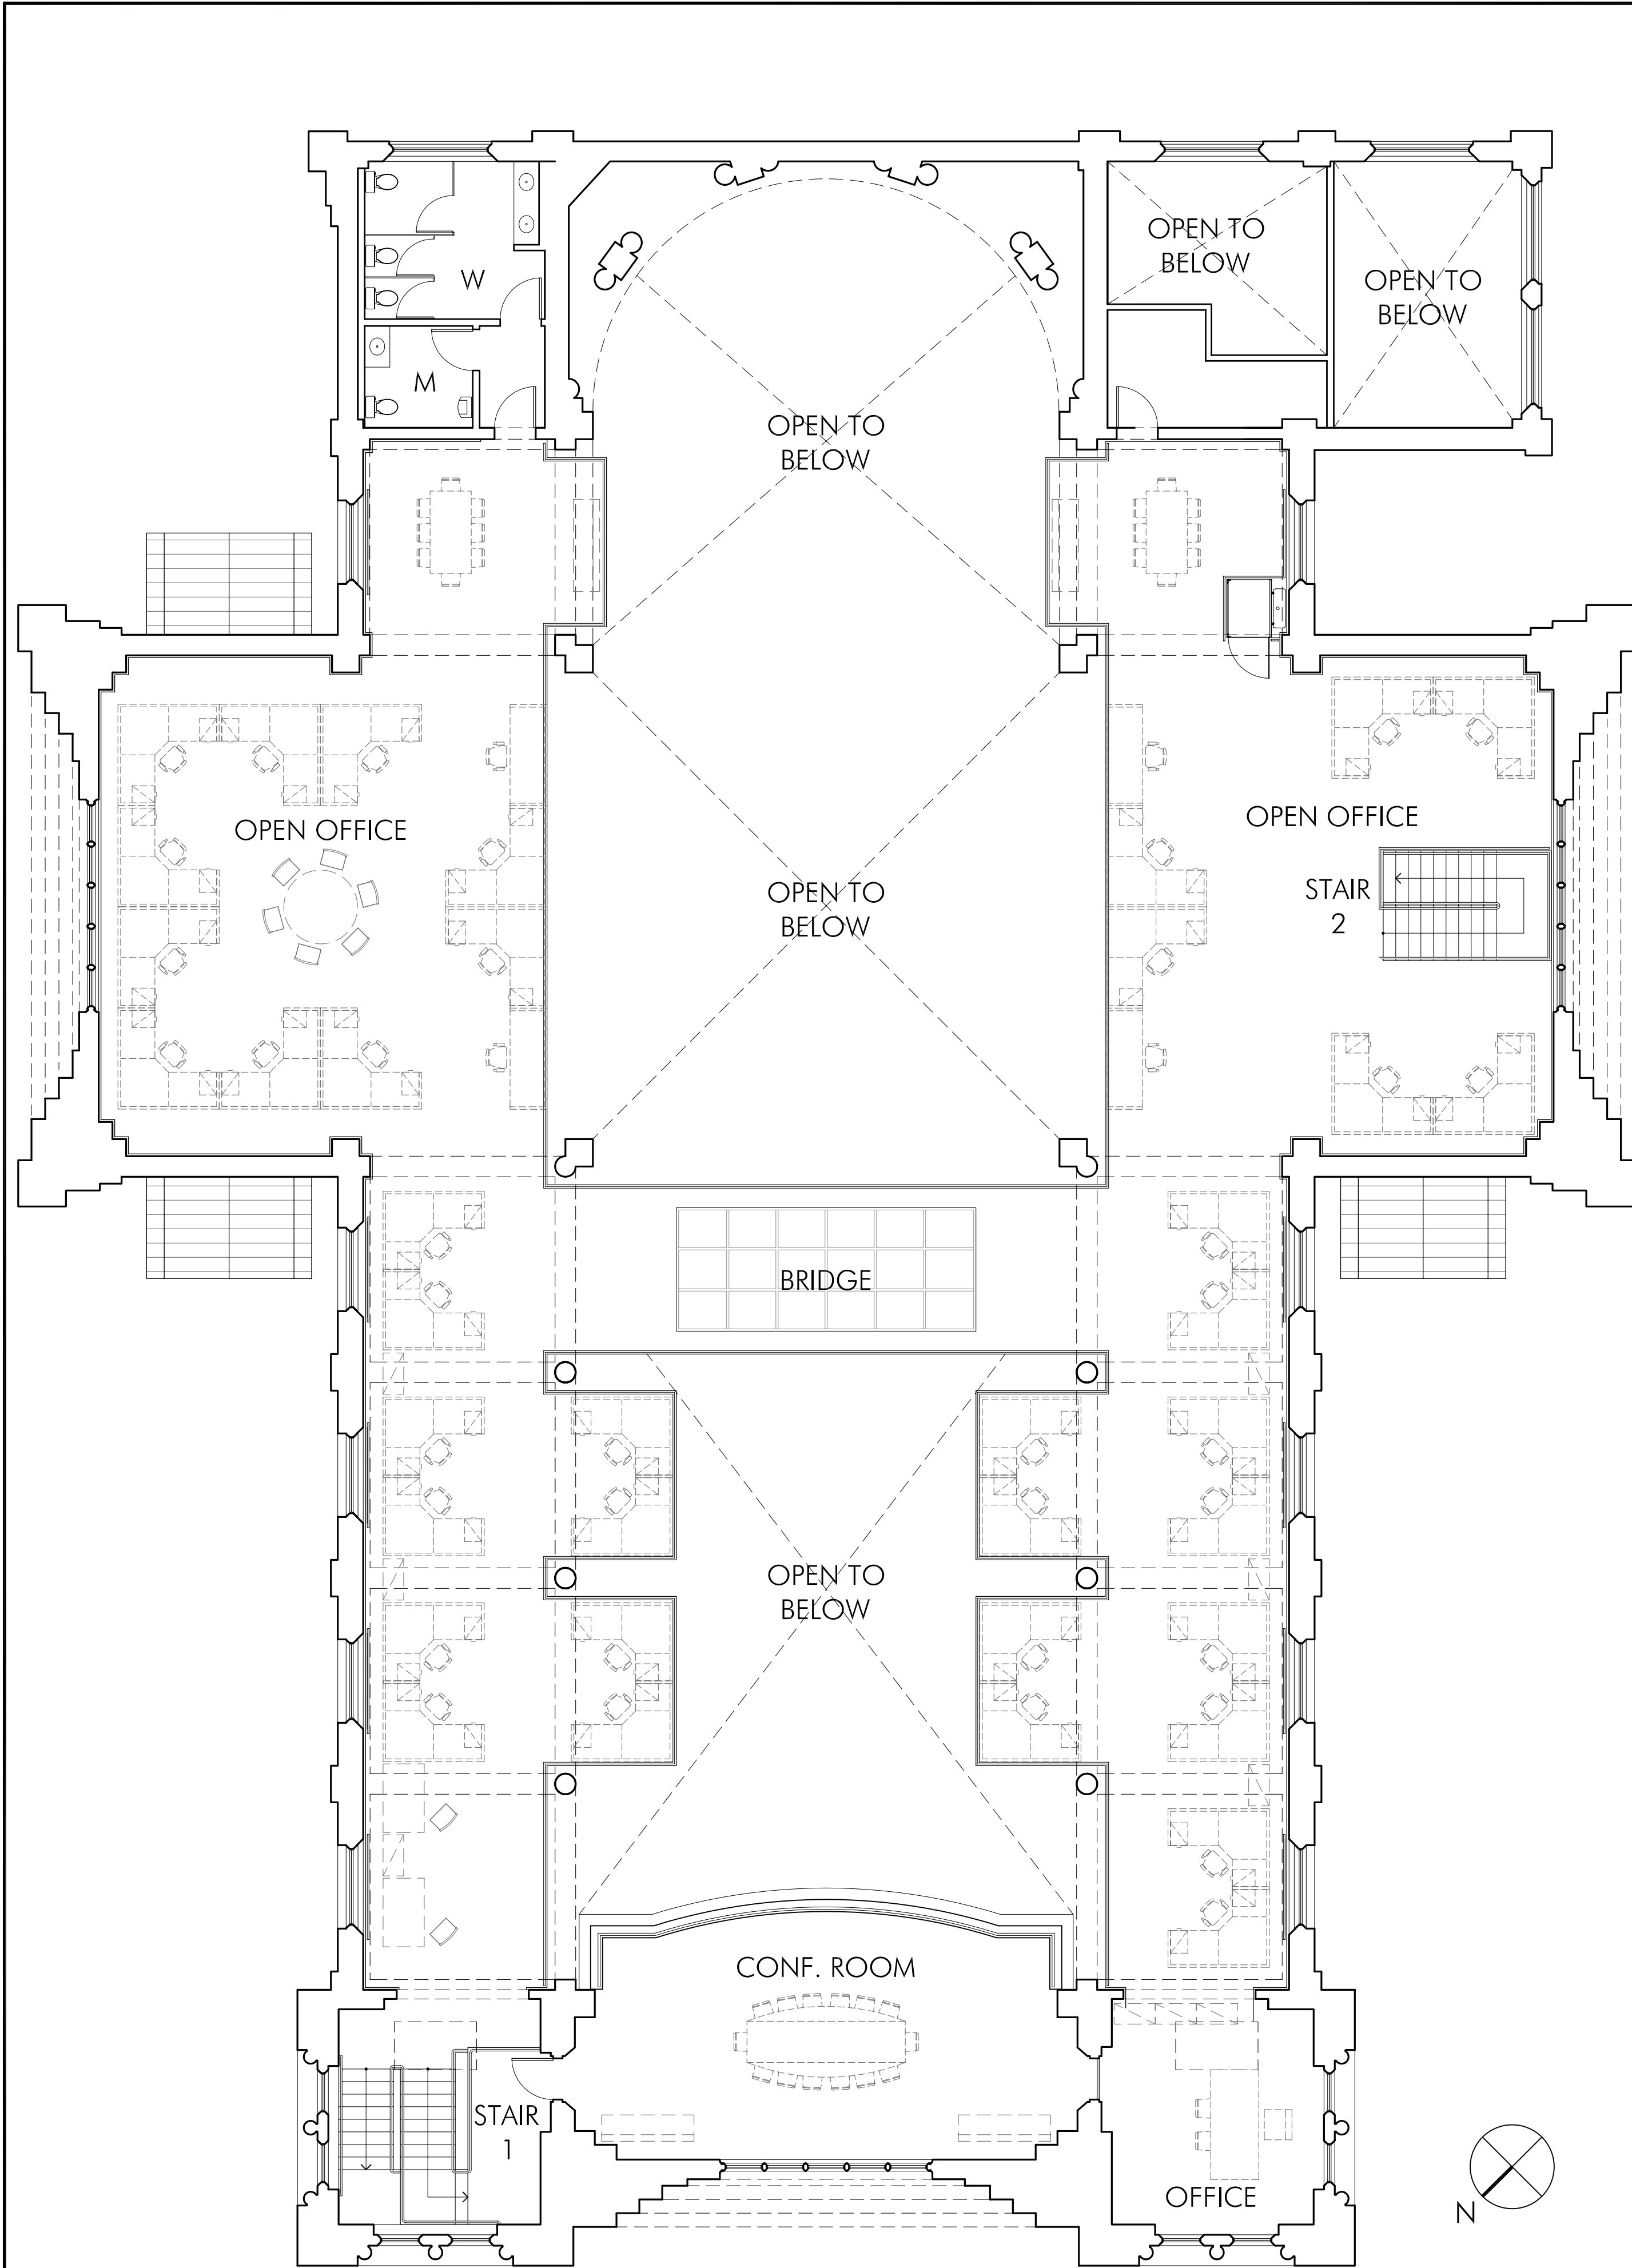 OPEN TO
BELOW
OPEN TO
BELOW
W
M
OPEN TO
BELOW
OPEN OFFICE
OPEN OFFICE
OPEN TO
BELOW
STAIR
2
BRIDGE
OPEN TO
BELOW
CONF. ROOM
STAIR
1
OFFICE
N